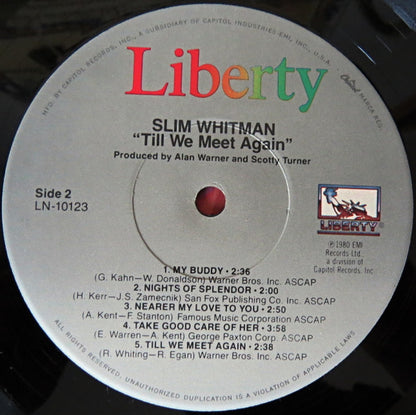 MFD. BY CAPITOL RECORDS, INC., A SUBSIDIARY OF CAPITOL INDUSTRIES-EMI, INC., U.S.A.
Capitol MARCA REG.
Liberty
SLIM WHITMAN
“Till We Meet Again”
Produced by Alan Warner and Scotty Turner
Side 2
LN-10123
LIBERTY
℗1980 EMI
Records Ltd.
a division of
Capitol Records, Inc
1. MY BUDDY • 2:36
(G. Kahn—W. Donaldson) Warner Bros. Inc. ASCAP
2. NIGHTS OF SPLENDOR • 2:00
(H. Kerr—J.S. Zamecnik) San Fox Publishing Co. Inc. ASCAP
3. NEARER MY LOVE TO YOU • 2:50
(A. Kent—F. Stanton) Famous Music Corporation ASCAP
4. TAKE GOOD CARE OF HER • 3:58
(E. Warren—A. Kent) George Paxton Corp. ASCAP
5. TILL WE MEET AGAIN • 2:38
(R. Whiting—R. Egan) Warner Bros. Inc. ASCAP
ALL RIGHTS RESERVED. UNAUTHORIZED DUPLICATION IS A VIOLATION OF APPLICABLE LAWS